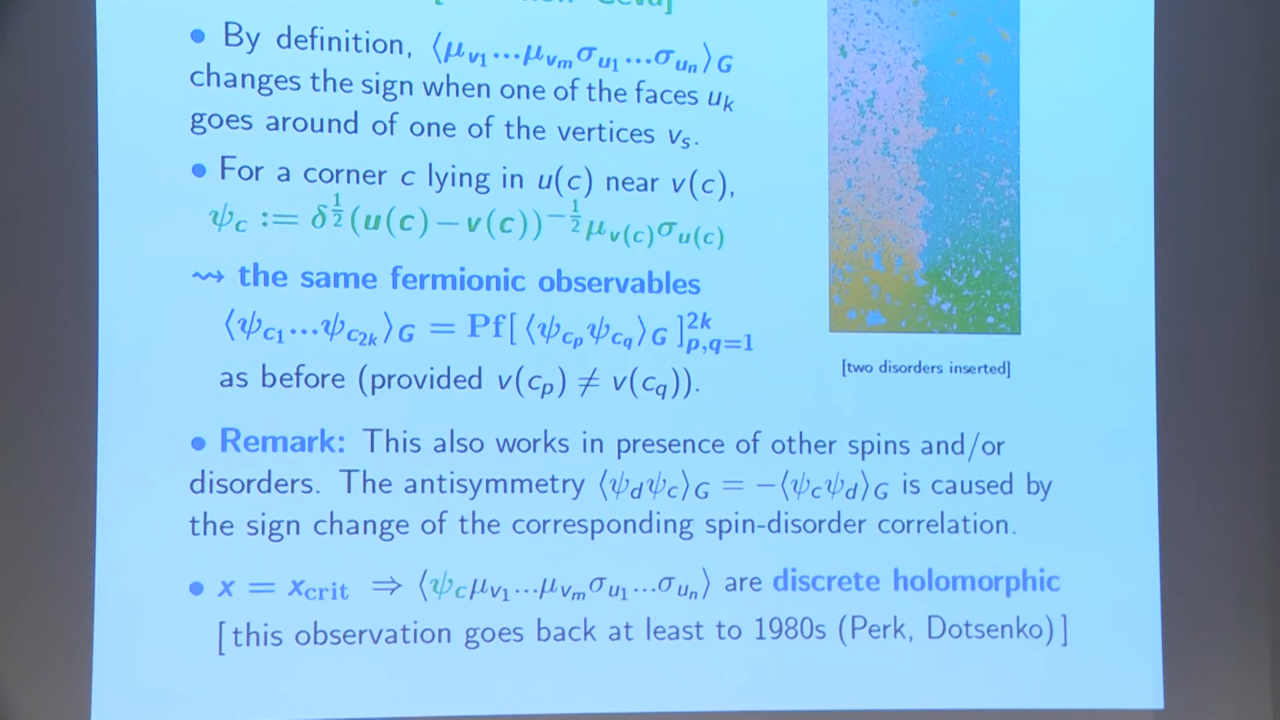 • By definition, ⟨μ_{v₁}...μ_{vₘ}σ_{u₁}...σ_{uₙ}⟩_G
changes the sign when one of the faces u_k
goes around of one of the vertices v_s.
• For a corner c lying in u(c) near v(c),
ψ_c := δ^{1/2}(u(c)−v(c))^{−1/2}μ_{v(c)}σ_{u(c)}
⇝ the same fermionic observables
⟨ψ_{c₁}...ψ_{c_{2k}}⟩_G = Pf[⟨ψ_{c_p}ψ_{c_q}⟩_G]^{2k}_{p,q=1}
as before (provided v(c_p) ≠ v(c_q)).
[two disorders inserted]
• Remark: This also works in presence of other spins and/or
disorders. The antisymmetry ⟨ψ_dψ_c⟩_G = −⟨ψ_cψ_d⟩_G is caused by
the sign change of the corresponding spin-disorder correlation.
• x = x_crit ⇒ ⟨ψ_cμ_{v₁}...μ_{vₘ}σ_{u₁}...σ_{uₙ}⟩ are discrete holomorphic
[this observation goes back at least to 1980s (Perk, Dotsenko)]